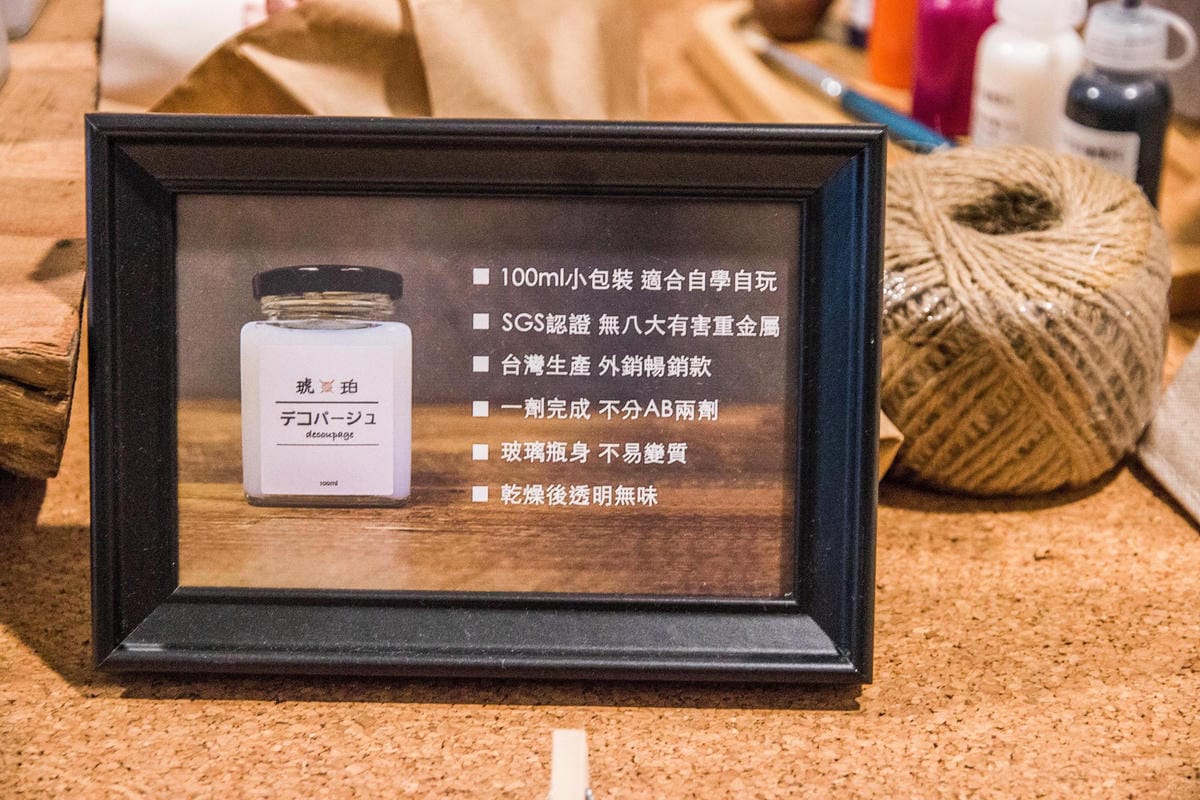 琥珀
デコパージュ
decoupage
100ml
100ml小包裝 適合自學自玩
SGS認證 無八大有害重金屬
台灣生產 外銷暢銷款
一劑完成 不分AB兩劑
玻璃瓶身 不易變質
乾燥後透明無味